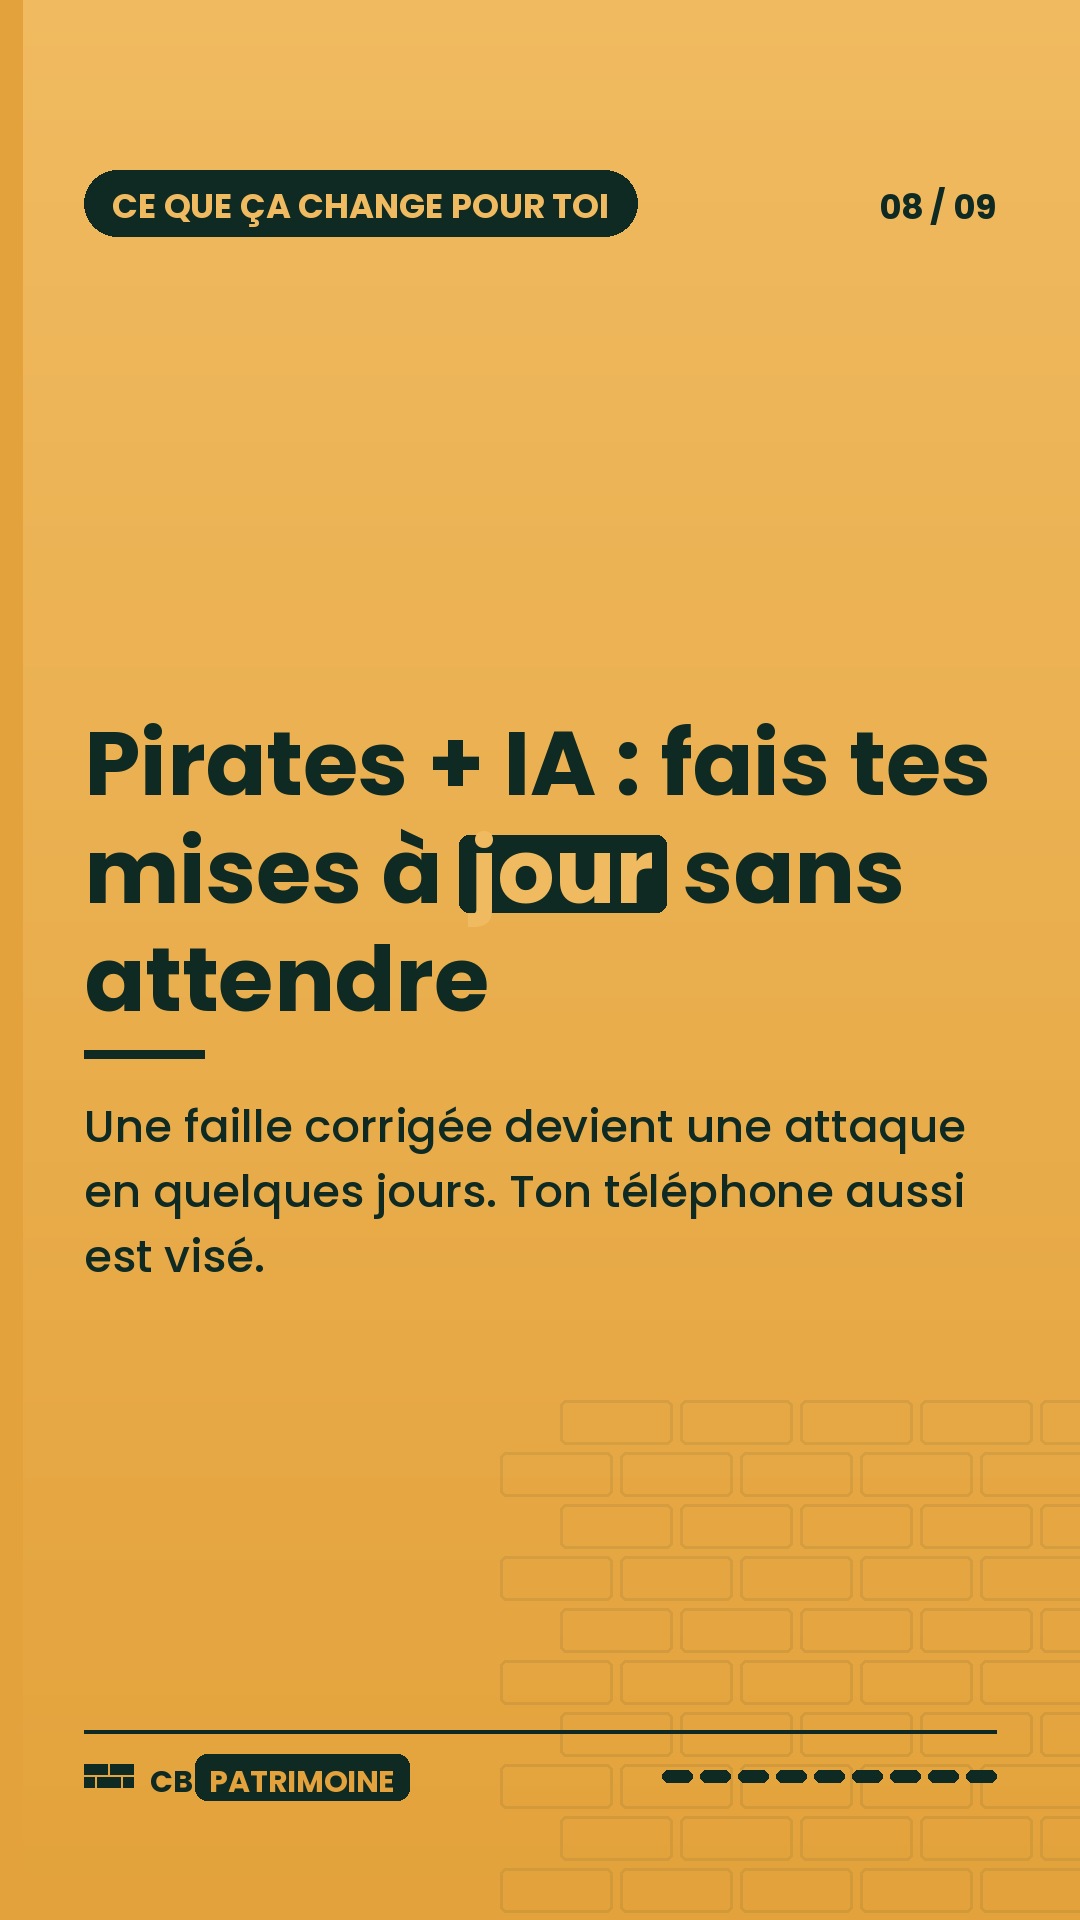 CE QUE ÇA CHANGE POUR TOI
08 / 09
Pirates + IA : fais tes
mises à jour sans
attendre
Une faille corrigée devient une attaque
en quelques jours. Ton téléphone aussi
est visé.
CB PATRIMOINE